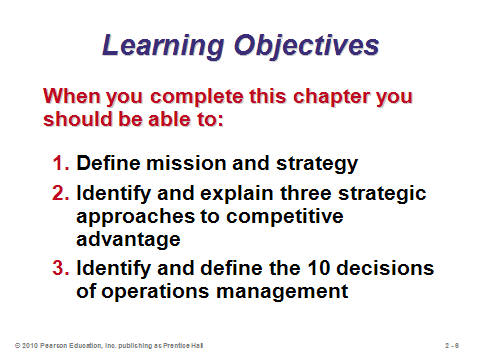 Learning Objectives
When you complete this chapter you
should be able to:
1. Define mission and strategy
2. Identify and explain three strategic
approaches to competitive
advantage
3. Identify and define the 10 decisions
of operations management
© 2010 Pearson Education, Inc. publishing as Prentice Hall
2 - 6